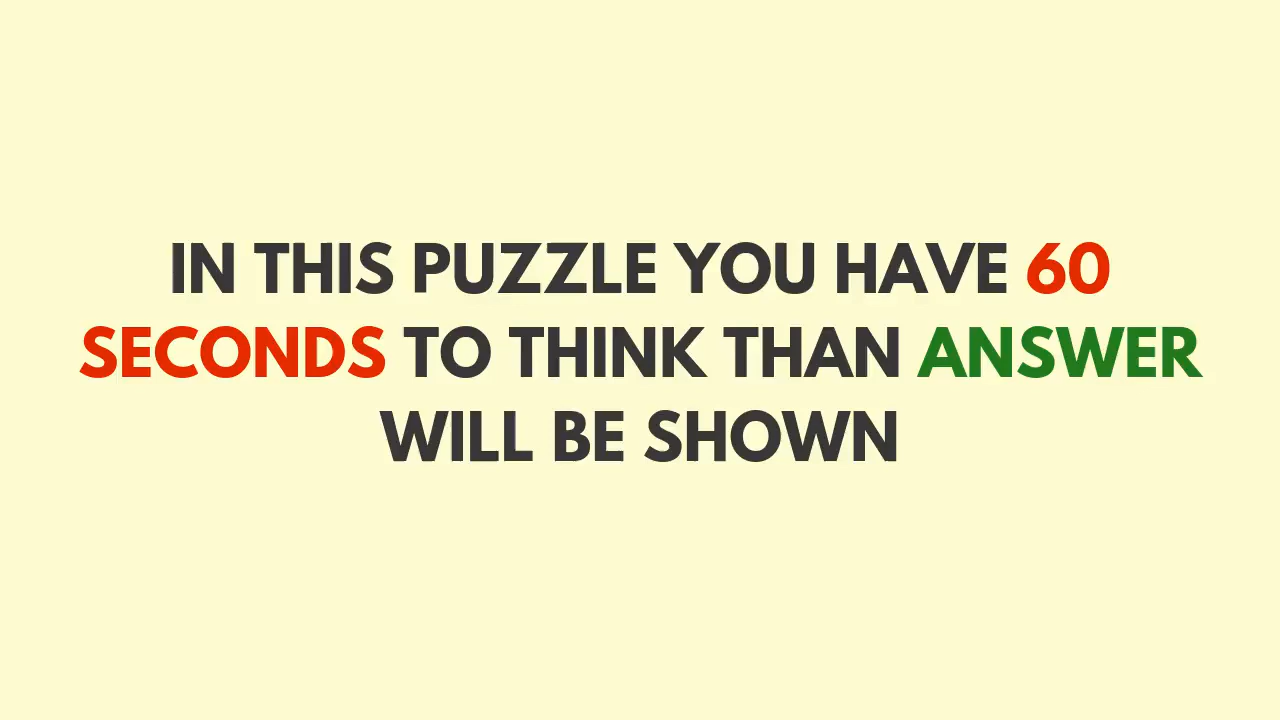 IN THIS PUZZLE YOU HAVE 60
SECONDS TO THINK THAN ANSWER
WILL BE SHOWN